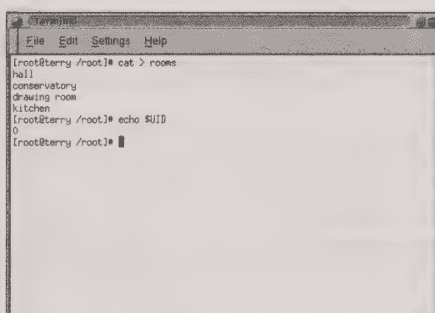 Terminal
File Edit Settings Help
[root@terry /root]# cat > rooms
hall
conservatory
drawing room
kitchen
[root@terry /root]# echo $UID
0
[root@terry /root]#